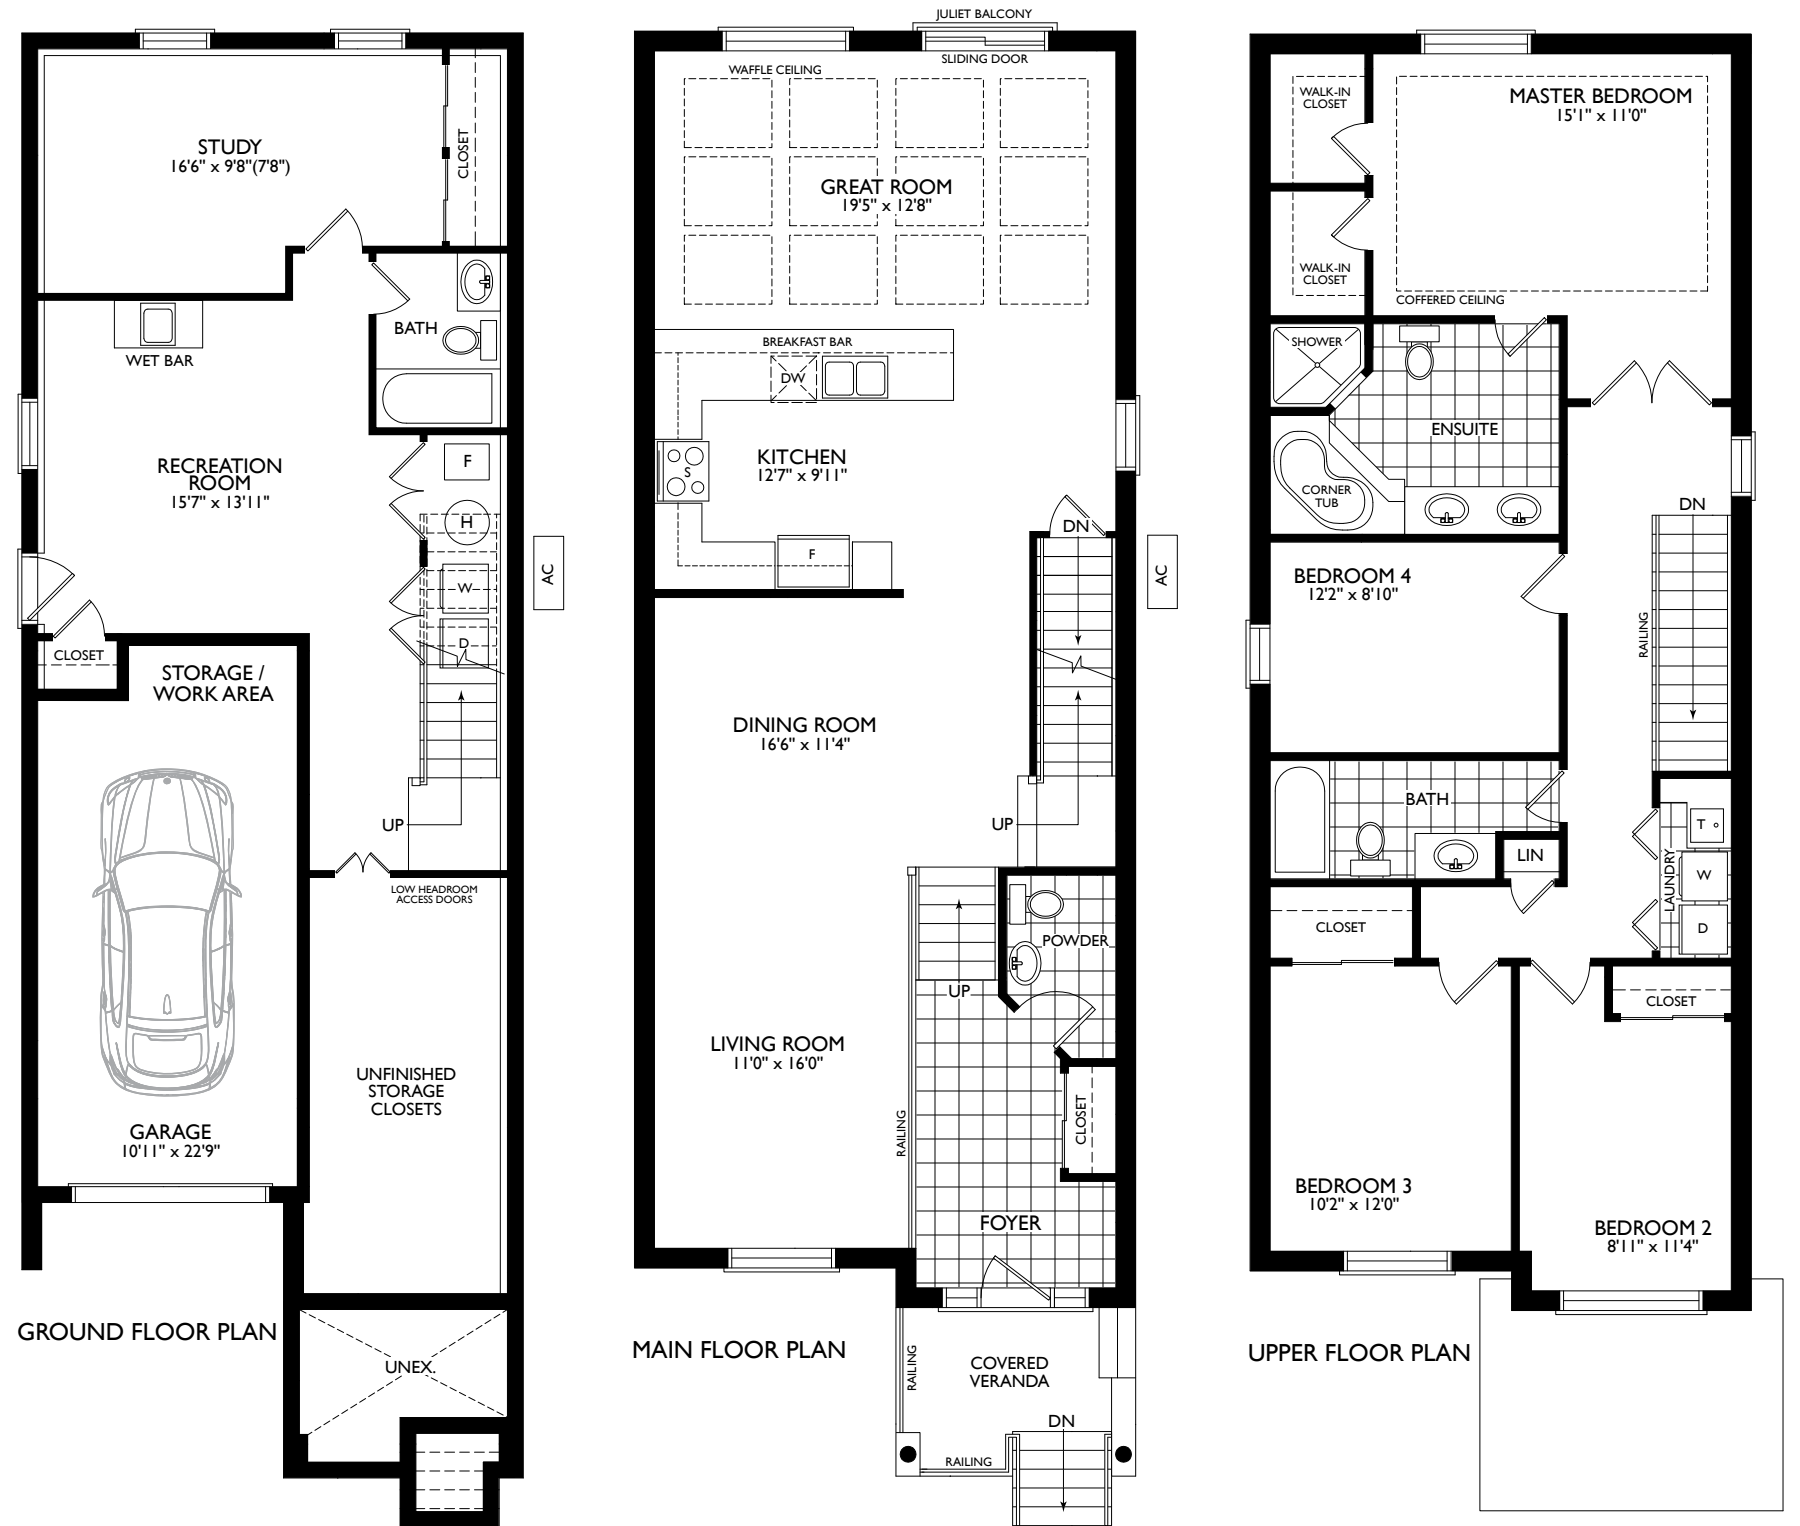 STUDY
16'6" x 9'8"(7'8")
CLOSET
BATH
WET BAR
RECREATION
ROOM
15'7" x 13'11"
F
H
W
D
AC
CLOSET
STORAGE /
WORK AREA
UP
LOW HEADROOM
ACCESS DOORS
UNFINISHED
STORAGE
CLOSETS
GARAGE
10'11" x 22'9"
GROUND FLOOR PLAN
UNEX.
JULIET BALCONY
SLIDING DOOR
WAFFLE CEILING
GREAT ROOM
19'5" x 12'8"
BREAKFAST BAR
DW
KITCHEN
12'7" x 9'11"
S
F
DN
AC
DINING ROOM
16'6" x 11'4"
UP
POWDER
UP
LIVING ROOM
11'0" x 16'0"
RAILING
CLOSET
FOYER
MAIN FLOOR PLAN
RAILING
COVERED
VERANDA
DN
RAILING
WALK-IN
CLOSET
MASTER BEDROOM
15'1" x 11'0"
WALK-IN
CLOSET
COFFERED CEILING
SHOWER
ENSUITE
CORNER
TUB
DN
BEDROOM 4
12'2" x 8'10"
RAILING
BATH
LIN
T
W
D
LAUNDRY
CLOSET
CLOSET
BEDROOM 3
10'2" x 12'0"
BEDROOM 2
8'11" x 11'4"
UPPER FLOOR PLAN